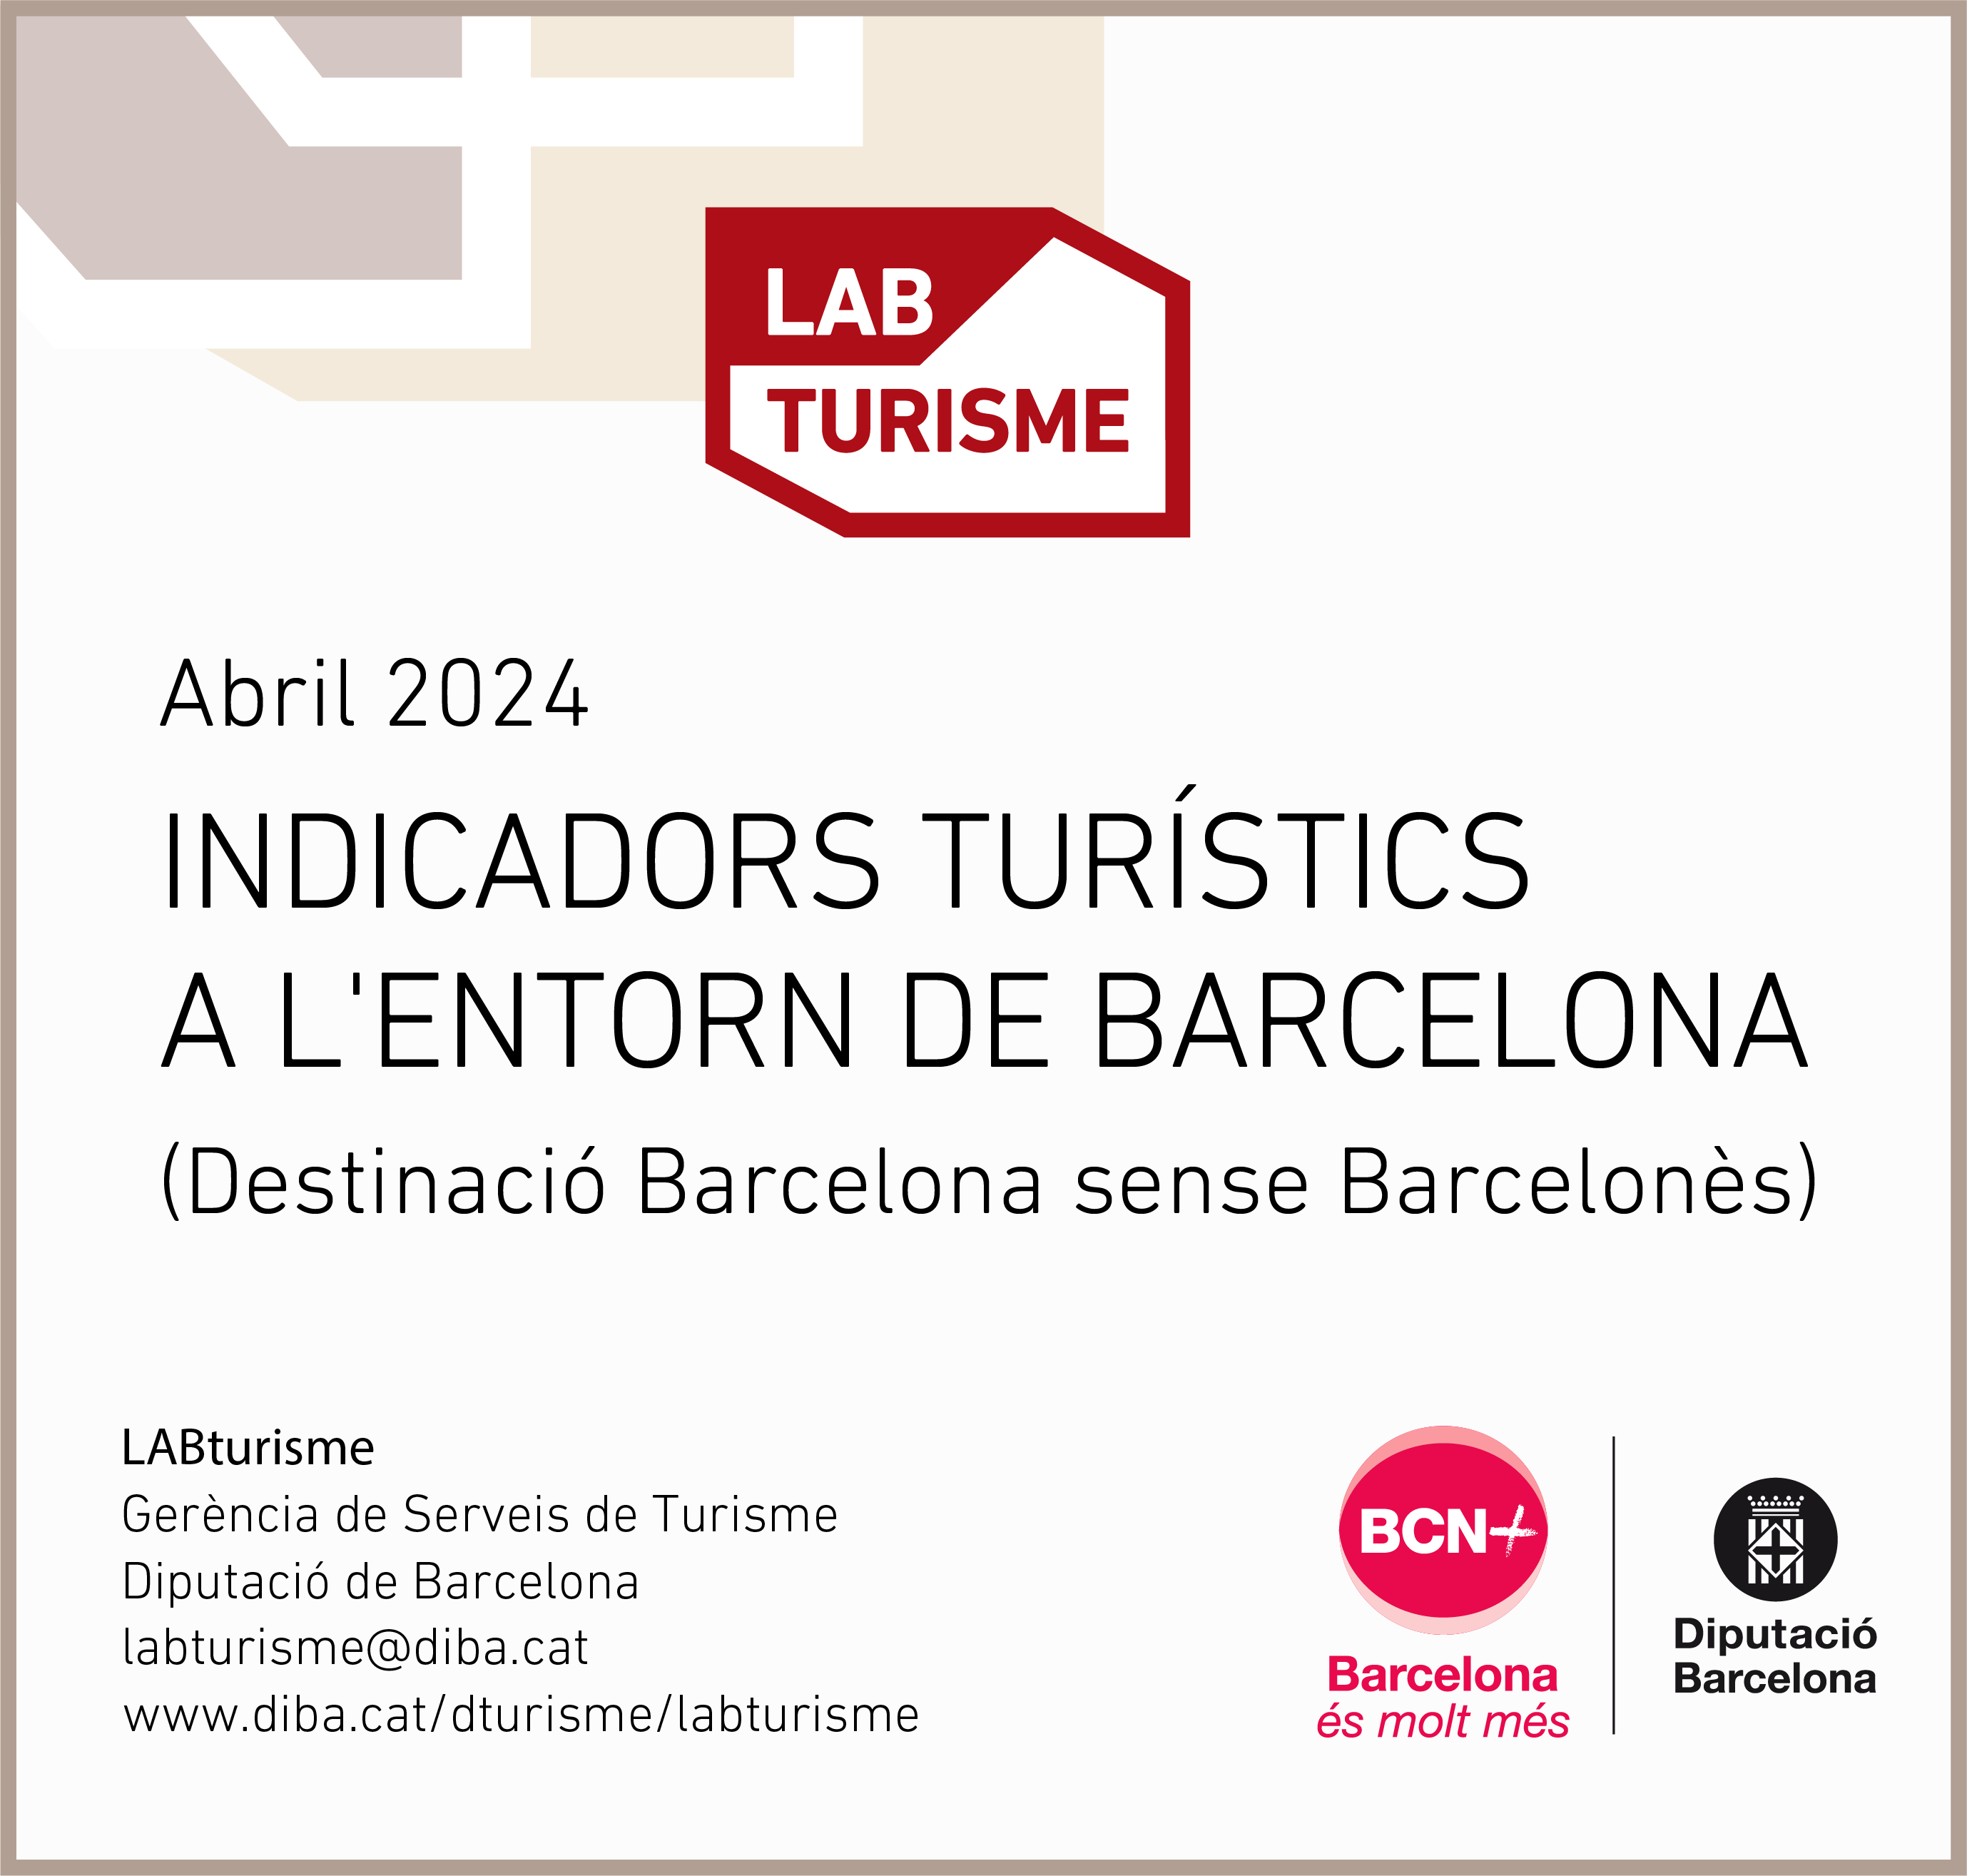 LAB
TURISME
Abril 2024
INDICADORS TURÍSTICS
A L'ENTORN DE BARCELONA
(Destinació Barcelona sense Barcelonès)
LABturisme
Gerència de Serveis de Turisme
Diputació de Barcelona
labturisme@diba.cat
www.diba.cat/dturisme/labturisme
BCN+
Barcelona
és molt més
Diputació
Barcelona